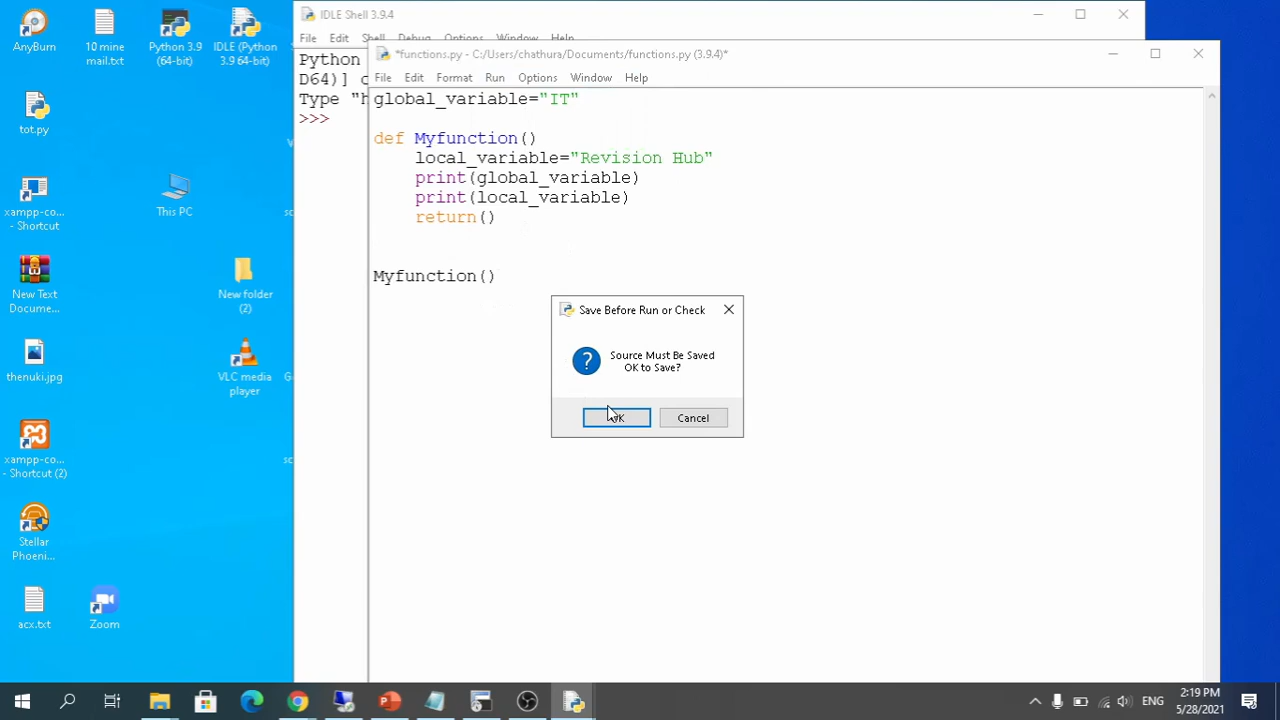 AnyBurn
10 mine
mail.txt
Python 3.9
(64-bit)
IDLE (Python
3.9 64-bit)
tot.py
xampp-co...
- Shortcut
This PC
New Text
Docume...
New folder
(2)
thenuki.jpg
VLC media
player
xampp-co...
- Shortcut (2)
Stellar
Phoeni...
acx.txt
Zoom
IDLE Shell 3.9.4
File Edit Shell Debug Options Window Help
Python
D64)] c
Type "h
>>>
*functions.py - C:/Users/chathura/Documents/functions.py (3.9.4)*
File Edit Format Run Options Window Help
global_variable="IT"
def Myfunction()
local_variable="Revision Hub"
print(global_variable)
print(local_variable)
return()
Myfunction()
Save Before Run or Check
Source Must Be Saved
OK to Save?
OK Cancel
ENG
2:19 PM
5/28/2021